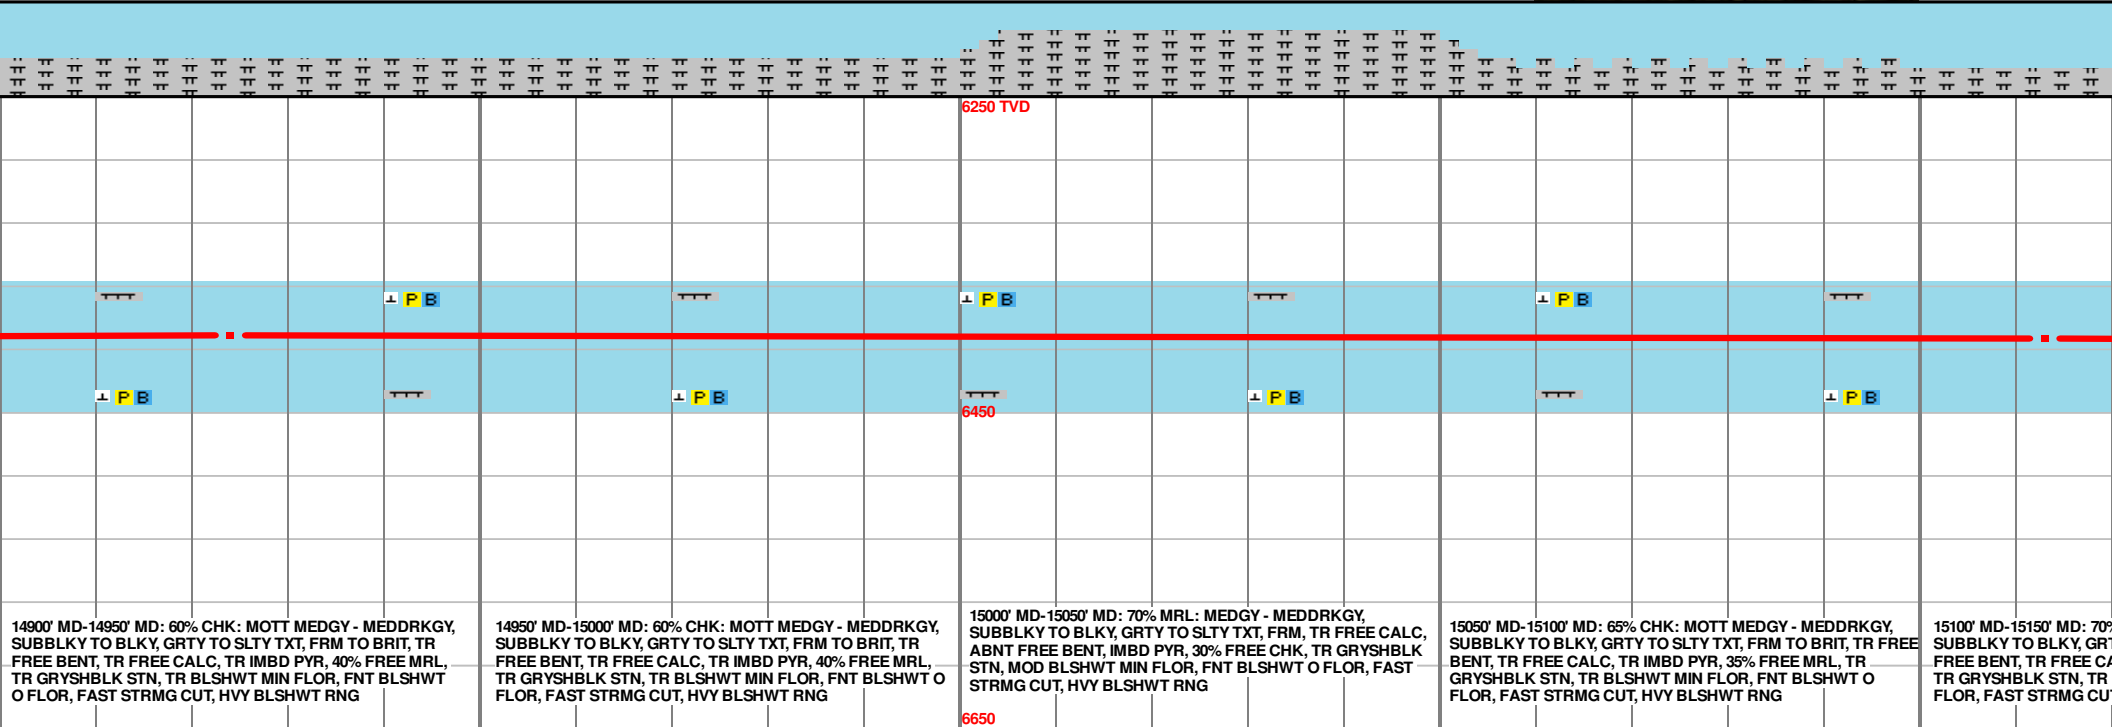 6250 TVD
P B
P B
P B
P B
P B
P B
P B
6450
14900' MD-14950' MD: 60% CHK: MOTT MEDGY - MEDDRKGY,
SUBBLKY TO BLKY, GRTY TO SLTY TXT, FRM TO BRIT, TR
FREE BENT, TR FREE CALC, TR IMBD PYR, 40% FREE MRL,
TR GRYSHBLK STN, TR BLSHWT MIN FLOR, FNT BLSHWT
O FLOR, FAST STRMG CUT, HVY BLSHWT RNG
14950' MD-15000' MD: 60% CHK: MOTT MEDGY - MEDDRKGY,
SUBBLKY TO BLKY, GRTY TO SLTY TXT, FRM TO BRIT, TR
FREE BENT, TR FREE CALC, TR IMBD PYR, 40% FREE MRL,
TR GRYSHBLK STN, TR BLSHWT MIN FLOR, FNT BLSHWT O
FLOR, FAST STRMG CUT, HVY BLSHWT RNG
15000' MD-15050' MD: 70% MRL: MEDGY - MEDDRKGY,
SUBBLKY TO BLKY, GRTY TO SLTY TXT, FRM, TR FREE CALC,
ABNT FREE BENT, IMBD PYR, 30% FREE CHK, TR GRYSHBLK
STN, MOD BLSHWT MIN FLOR, FNT BLSHWT O FLOR, FAST
STRMG CUT, HVY BLSHWT RNG
15050' MD-15100' MD: 65% CHK: MOTT MEDGY - MEDDRKGY,
SUBBLKY TO BLKY, GRTY TO SLTY TXT, FRM TO BRIT, TR FREE
BENT, TR FREE CALC, TR IMBD PYR, 35% FREE MRL, TR
GRYSHBLK STN, TR BLSHWT MIN FLOR, FNT BLSHWT O
FLOR, FAST STRMG CUT, HVY BLSHWT RNG
15100' MD-15150' MD: 70%
SUBBLKY TO BLKY, GRT
FREE BENT, TR FREE CA
TR GRYSHBLK STN, TR
FLOR, FAST STRMG CUT
6650